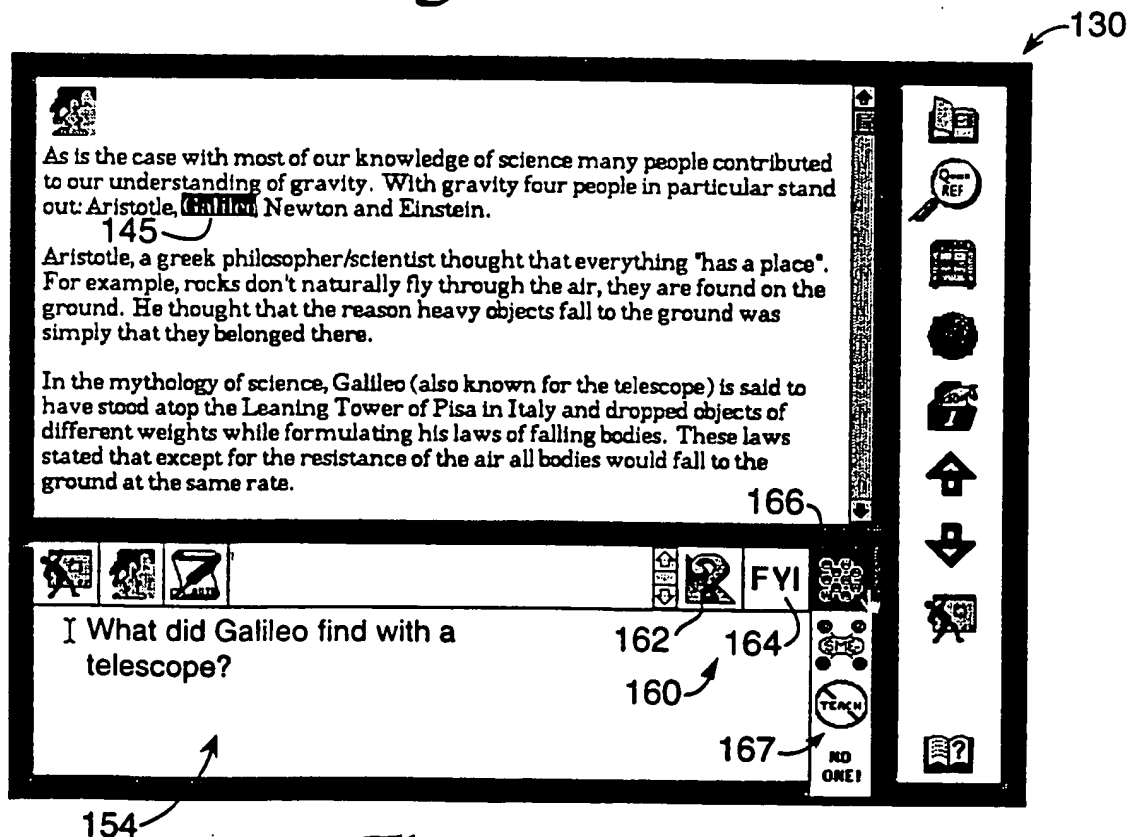 130
As is the case with most of our knowledge of science many people contributed
to our understanding of gravity. With gravity four people in particular stand
out: Aristotle, Galileo, Newton and Einstein.
145
Aristotle, a greek philosopher/scientist thought that everything "has a place".
For example, rocks don't naturally fly through the air, they are found on the
ground. He thought that the reason heavy objects fall to the ground was
simply that they belonged there.
In the mythology of science, Galileo (also known for the telescope) is said to
have stood atop the Leaning Tower of Pisa in Italy and dropped objects of
different weights while formulating his laws of falling bodies. These laws
stated that except for the resistance of the air all bodies would fall to the
ground at the same rate.
166
REF
1
R
FYI
What did Galileo find with a
telescope?
162
164
160
SME
TEACH
167
NO
ONE!
?
154